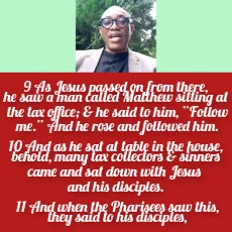 9 As Jesus passed on from there,
he saw a man called Matthew sitting at
the tax office; & he said to him, "Follow
me." And he rose and followed him.
10 And as he sat at table in the house,
behold, many tax collectors & sinners
came and sat down with Jesus
and his disciples.
11 And when the Pharisees saw this,
they said to his disciples,